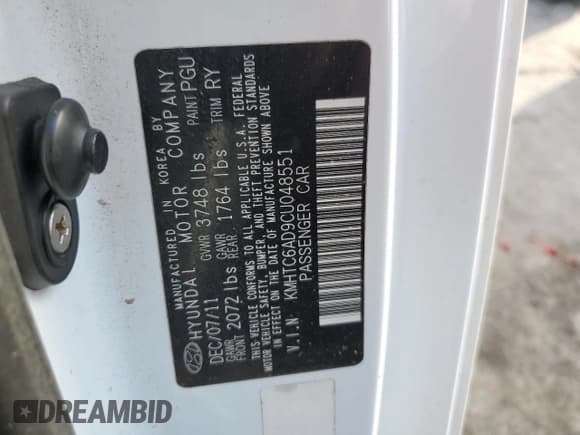 MANUFACTURED IN KOREA BY
HYUNDAI MOTOR COMPANY
DEC/07/11 GVWR 3748 lbs PAINT PGU
GAWR FRONT 2072 lbs GAWR REAR 1764 lbs TRIM RY
THIS VEHICLE CONFORMS TO ALL APPLICABLE U.S.A. FEDERAL
MOTOR VEHICLE SAFETY, BUMPER, AND THEFT PREVENTION STANDARDS
IN EFFECT ON THE DATE OF MANUFACTURE SHOWN ABOVE
V.I.N KMHTC6AD9CU048551
PASSENGER CAR
DREAMBID